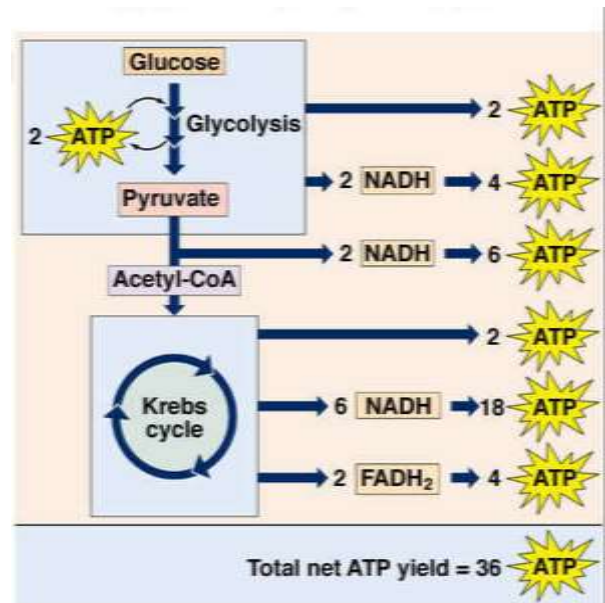 Glucose
2 ATP
Glycolysis
2 ATP
Pyruvate
2 NADH 4 ATP
2 NADH 6 ATP
Acetyl-CoA
2 ATP
Krebs
cycle
6 NADH 18 ATP
2 FADH₂ 4 ATP
Total net ATP yield = 36 ATP